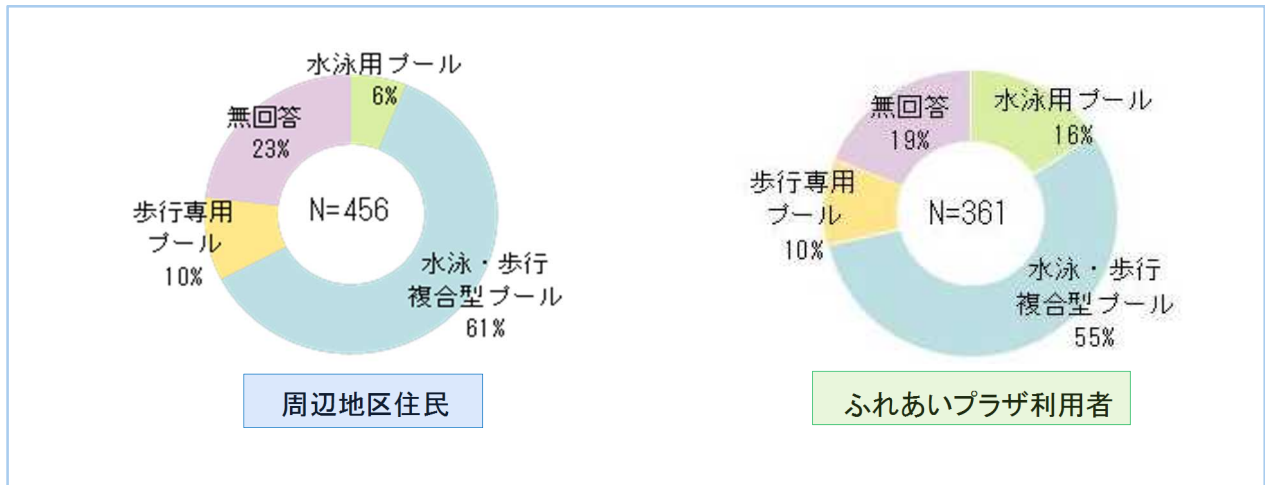 水泳用プール
6%
無回答
23%
N=456
歩行専用
プール
10%
水泳・歩行
複合型プール
61%
周辺地区住民
水泳用プール
16%
無回答
19%
歩行専用
プール
10%
N=361
水泳・歩行
複合型プール
55%
ふれあいプラザ利用者